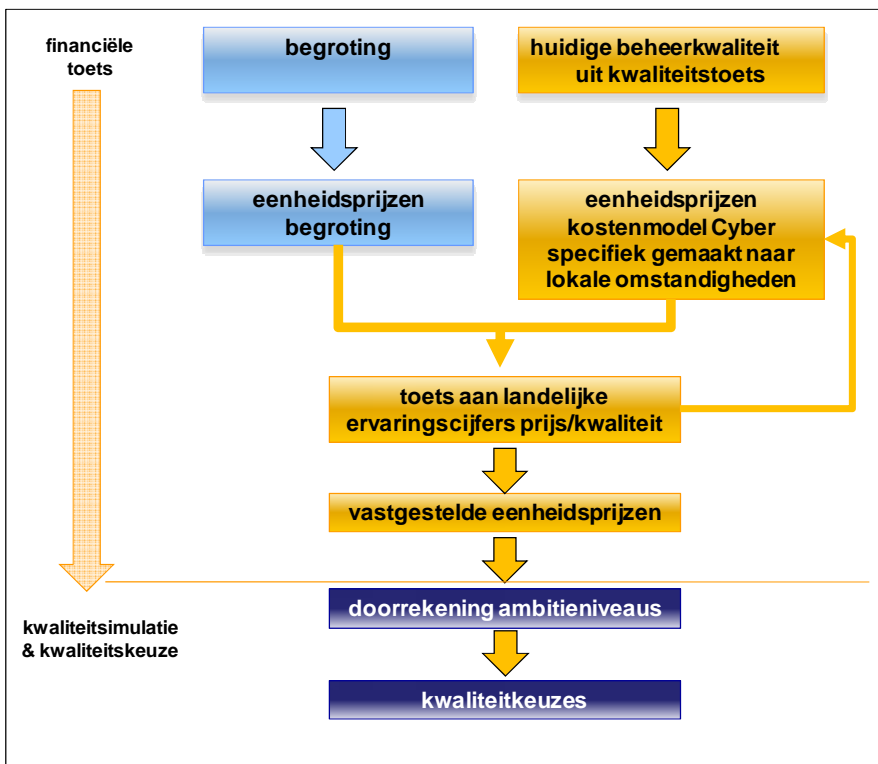 financiële
toets
begroting
huidige beheerkwaliteit
uit kwaliteitstoets
eenheidsprijzen
begroting
eenheidsprijzen
kostenmodel Cyber
specifiek gemaakt naar
lokale omstandigheden
toets aan landelijke
ervaringscijfers prijs/kwaliteit
vastgestelde eenheidsprijzen
doorrekening ambitieniveaus
kwaliteitsimulatie
& kwaliteitskeuze
kwaliteitkeuzes